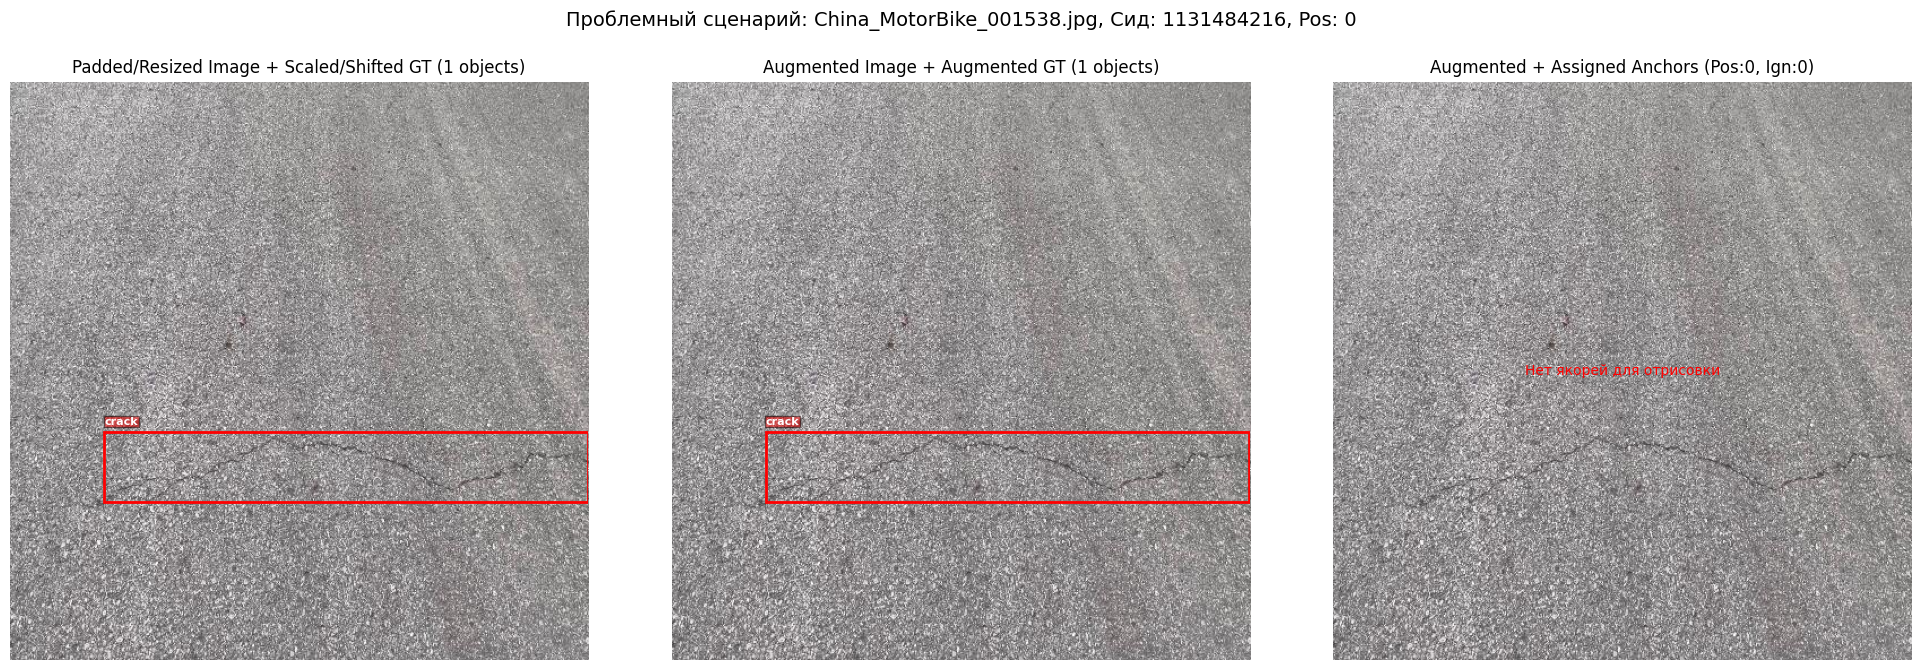 Проблемный сценарий: China_MotorBike_001538.jpg, Сид: 1131484216, Pos: 0
Padded/Resized Image + Scaled/Shifted GT (1 objects)
Augmented Image + Augmented GT (1 objects)
Augmented + Assigned Anchors (Pos:0, Ign:0)
crack
crack
Нет якорей для отрисовки